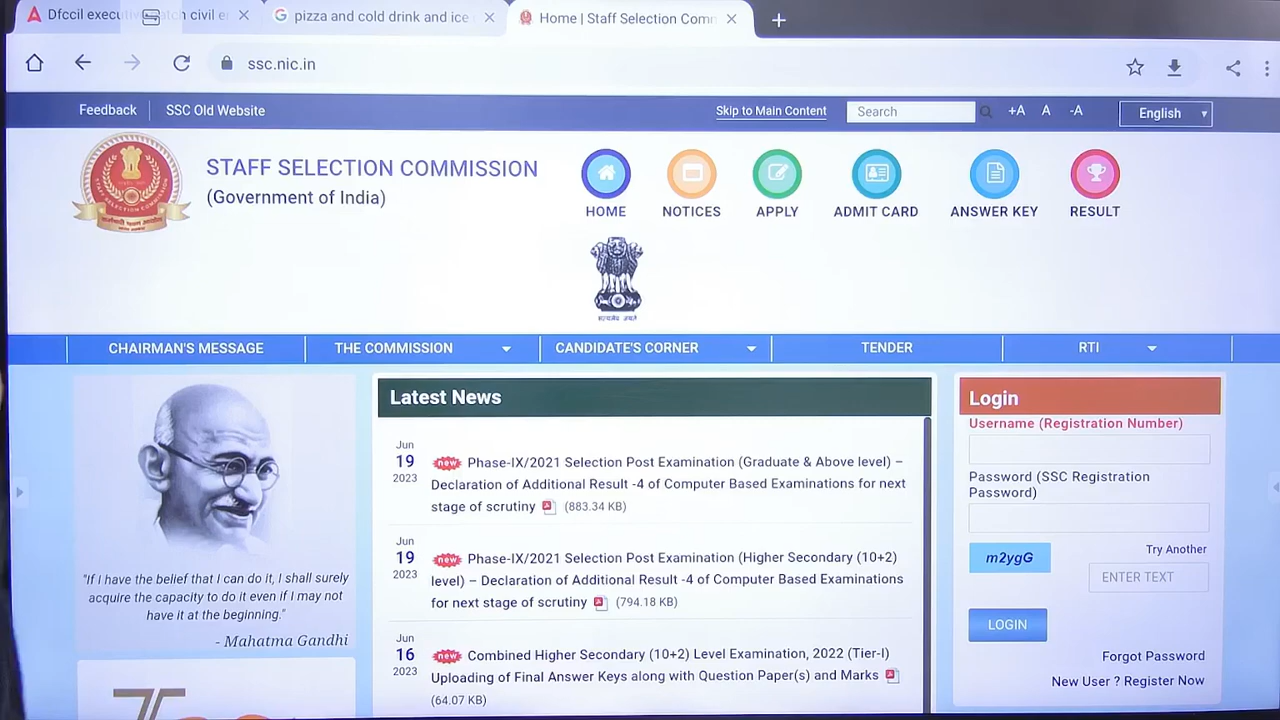 Dfccil executi
tch civil e
pizza and cold drink and ice
Home | Staff Selection Com
ssc.nic.in
Feedback
SSC Old Website
Skip to Main Content
Search
+A A -A
English
STAFF SELECTION COMMISSION
(Government of India)
HOME
NOTICES
APPLY
ADMIT CARD
ANSWER KEY
RESULT
सत्यमेव जयते
CHAIRMAN'S MESSAGE
THE COMMISSION
CANDIDATE'S CORNER
TENDER
RTI
"If I have the belief that I can do it, I shall surely
acquire the capacity to do it even if I may not
have it at the beginning."
- Mahatma Gandhi
Latest News
Jun
19
2023
new Phase-IX/2021 Selection Post Examination (Graduate & Above level) –
Declaration of Additional Result -4 of Computer Based Examinations for next
stage of scrutiny (883.34 KB)
Jun
19
2023
new Phase-IX/2021 Selection Post Examination (Higher Secondary (10+2)
level) – Declaration of Additional Result -4 of Computer Based Examinations
for next stage of scrutiny (794.18 KB)
Jun
16
2023
new Combined Higher Secondary (10+2) Level Examination, 2022 (Tier-I)
Uploading of Final Answer Keys along with Question Paper(s) and Marks
(64.07 KB)
Login
Username (Registration Number)
Password (SSC Registration
Password)
m2ygG
Try Another
ENTER TEXT
LOGIN
Forgot Password
New User ? Register Now